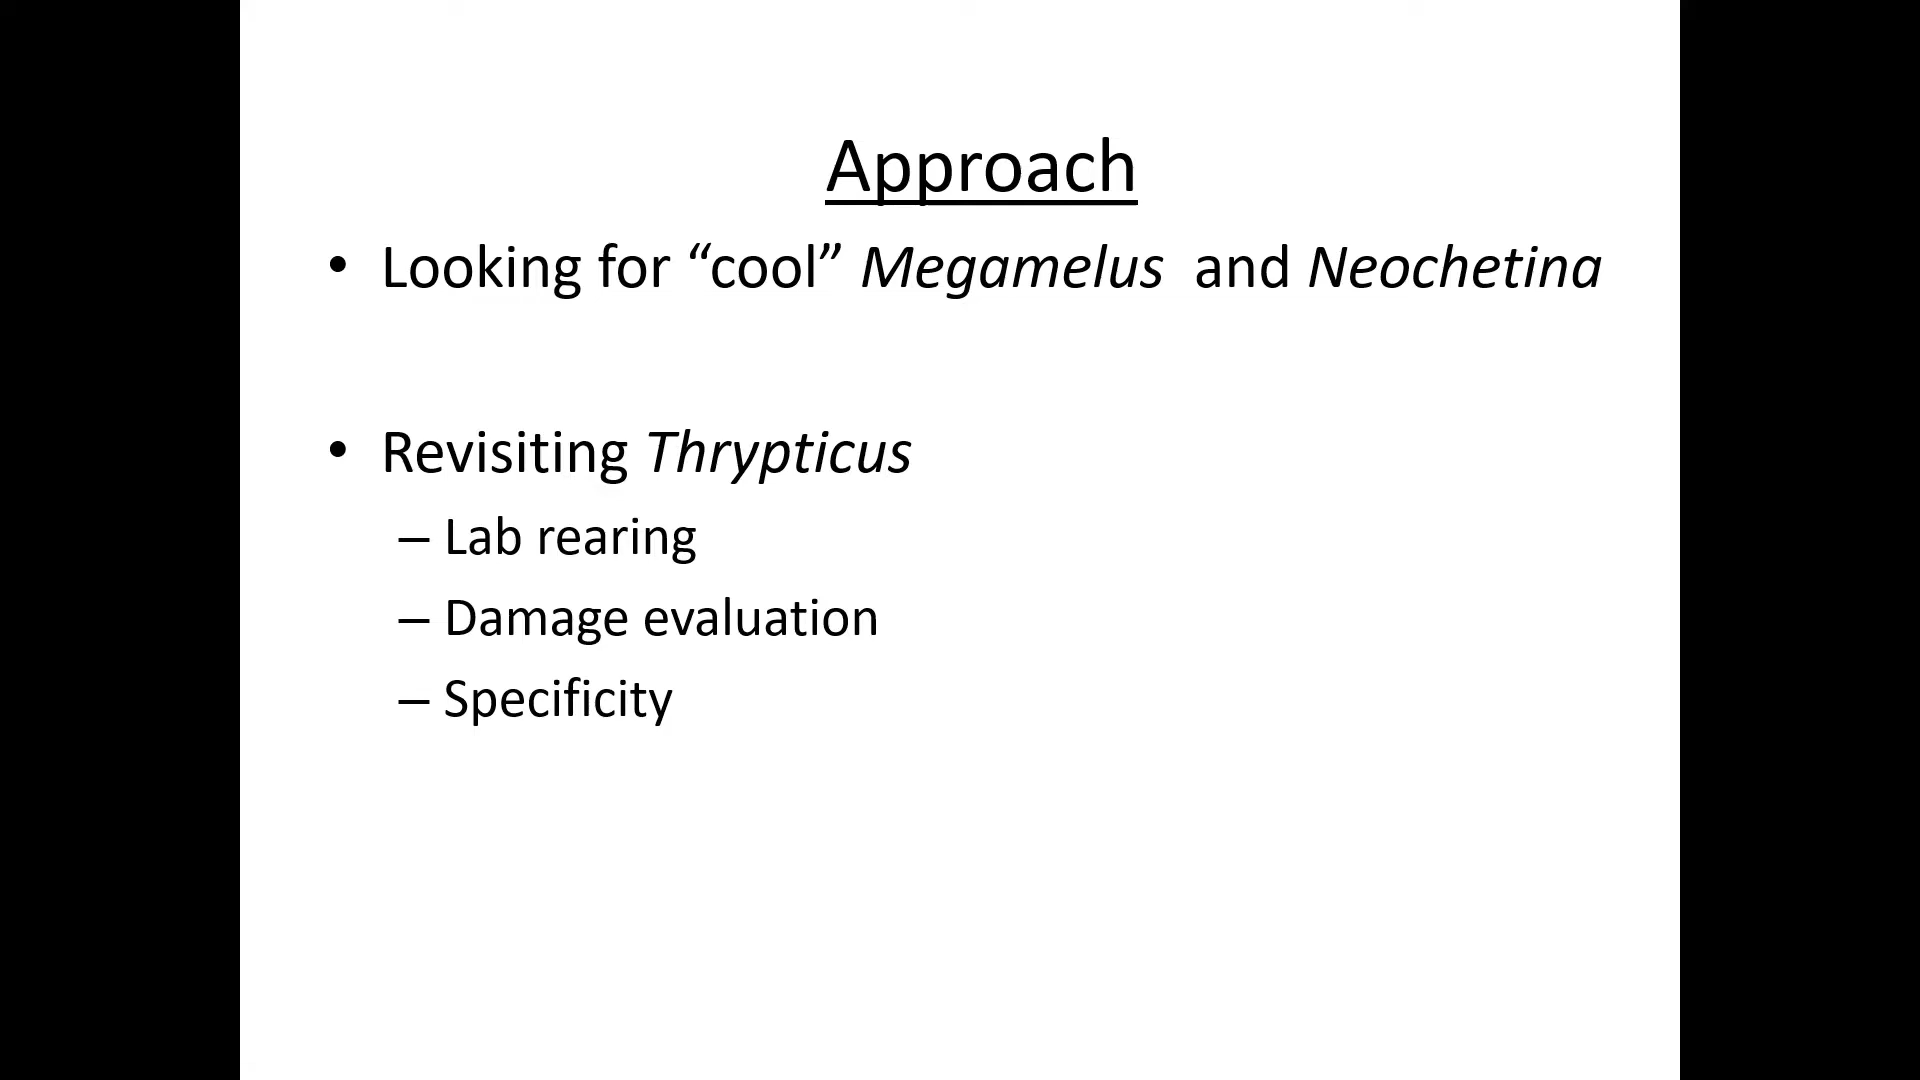 Approach
• Looking for “cool” Megamelus and Neochetina
• Revisiting Thrypticus
– Lab rearing
– Damage evaluation
– Specificity